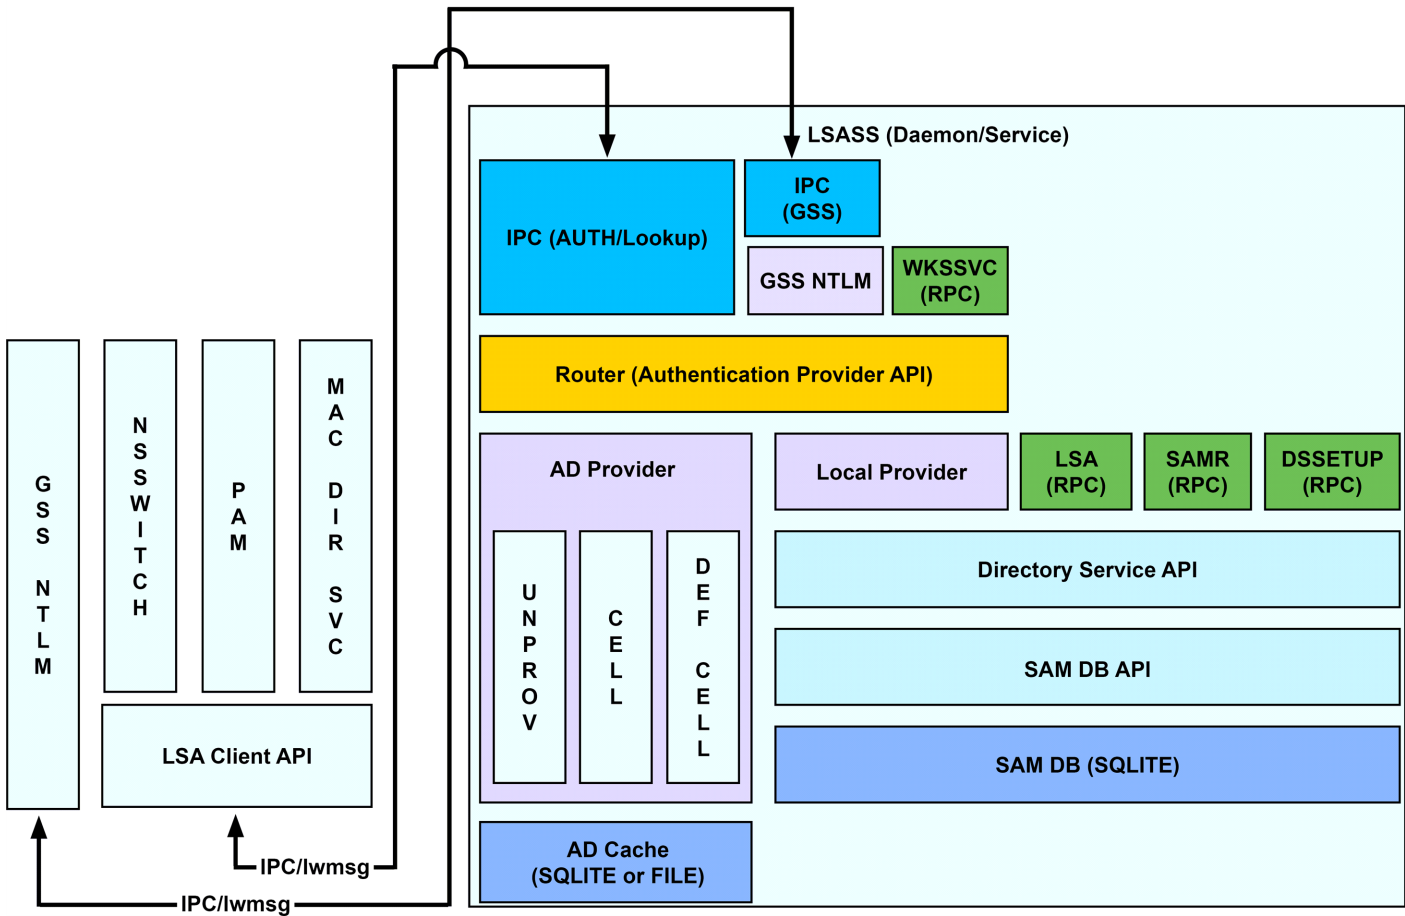 LSASS (Daemon/Service)
IPC (AUTH/Lookup)
IPC
(GSS)
GSS NTLM
WKSSVC
(RPC)
Router (Authentication Provider API)
AD Provider
UNPROV
CELL
DEF CELL
Local Provider
LSA
(RPC)
SAMR
(RPC)
DSSETUP
(RPC)
Directory Service API
SAM DB API
SAM DB (SQLITE)
AD Cache
(SQLITE or FILE)
GSS NTLM
NSSWITCH
PAM
MAC DIR SVC
LSA Client API
IPC/lwmsg
IPC/lwmsg